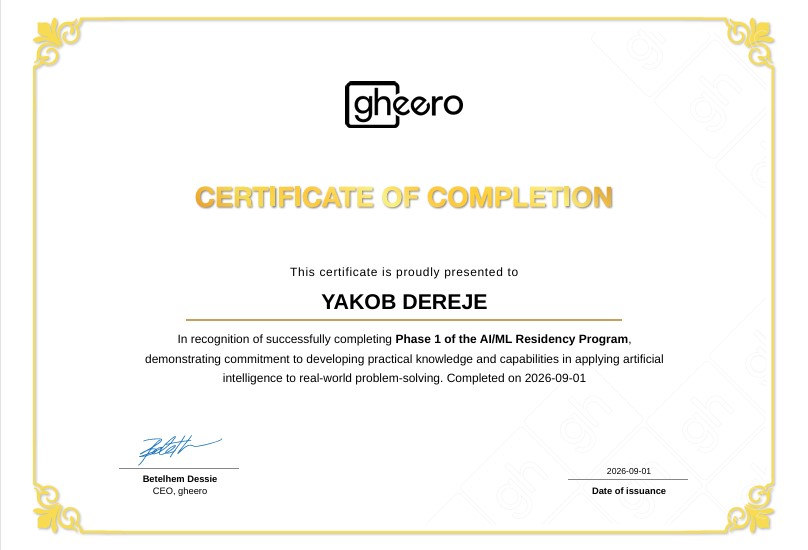 gheero
CERTIFICATE OF COMPLETION
This certificate is proudly presented to
YAKOB DEREJE
In recognition of successfully completing Phase 1 of the AI/ML Residency Program,
demonstrating commitment to developing practical knowledge and capabilities in applying artificial
intelligence to real-world problem-solving. Completed on 2026-09-01
Betelhem Dessie
CEO, gheero
2026-09-01
Date of issuance